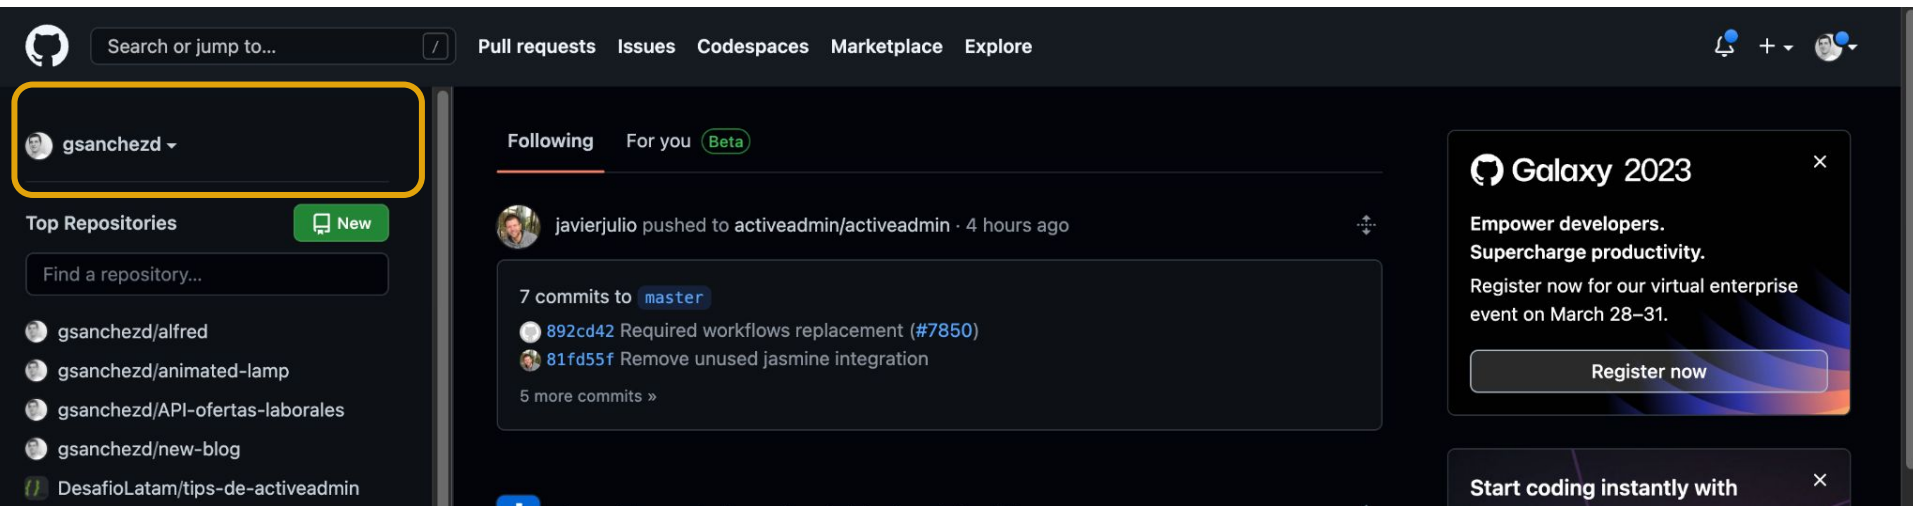 Search or jump to...
/
Pull requests
Issues
Codespaces
Marketplace
Explore
gsanchezd
Top Repositories
New
Find a repository...
gsanchezd/alfred
gsanchezd/animated-lamp
gsanchezd/API-ofertas-laborales
gsanchezd/new-blog
DesafioLatam/tips-de-activeadmin
Following
For you
Beta
javierjulio pushed to activeadmin/activeadmin · 4 hours ago
7 commits to master
892cd42 Required workflows replacement (#7850)
81fd55f Remove unused jasmine integration
5 more commits »
Galaxy 2023
Empower developers.
Supercharge productivity.
Register now for our virtual enterprise
event on March 28–31.
Register now
Start coding instantly with